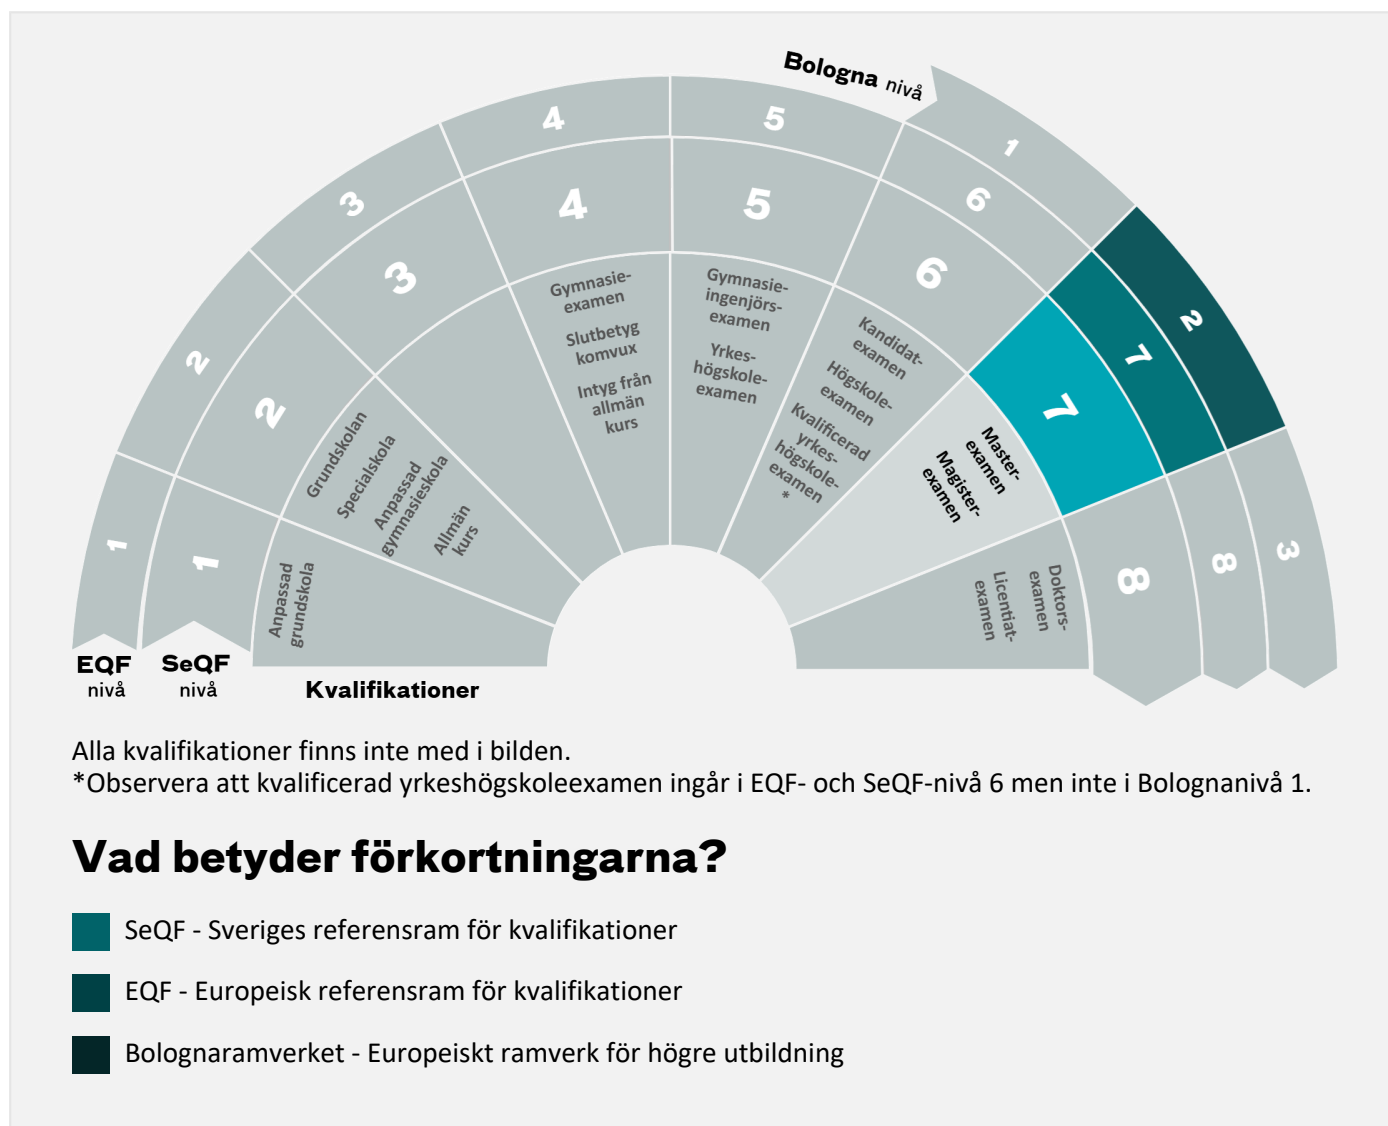 Bologna nivå
1
2
3
4
5
6
7
8
1
2
3
4
5
6
7
8
1
2
3
Anpassad
grundskola
Grundskolan
Specialskola
Anpassad
gymnasieskola
Allmän
kurs
Gymnasie-
examen
Slutbetyg
komvux
Intyg från
allmän
kurs
Gymnasie-
ingenjörs-
examen
Yrkes-
högskole-
examen
Kandidat-
examen
Högskole-
examen
Kvalificerad
yrkes-
högskole-
examen
*
Master-
examen
Magister-
examen
Doktors-
examen
Licentiat-
examen
EQF
nivå
SeQF
nivå
Kvalifikationer
Alla kvalifikationer finns inte med i bilden.
*Observera att kvalificerad yrkeshögskoleexamen ingår i EQF- och SeQF-nivå 6 men inte i Bolognanivå 1.
Vad betyder förkortningarna?
SeQF - Sveriges referensram för kvalifikationer
EQF - Europeisk referensram för kvalifikationer
Bolognaramverket - Europeiskt ramverk för högre utbildning